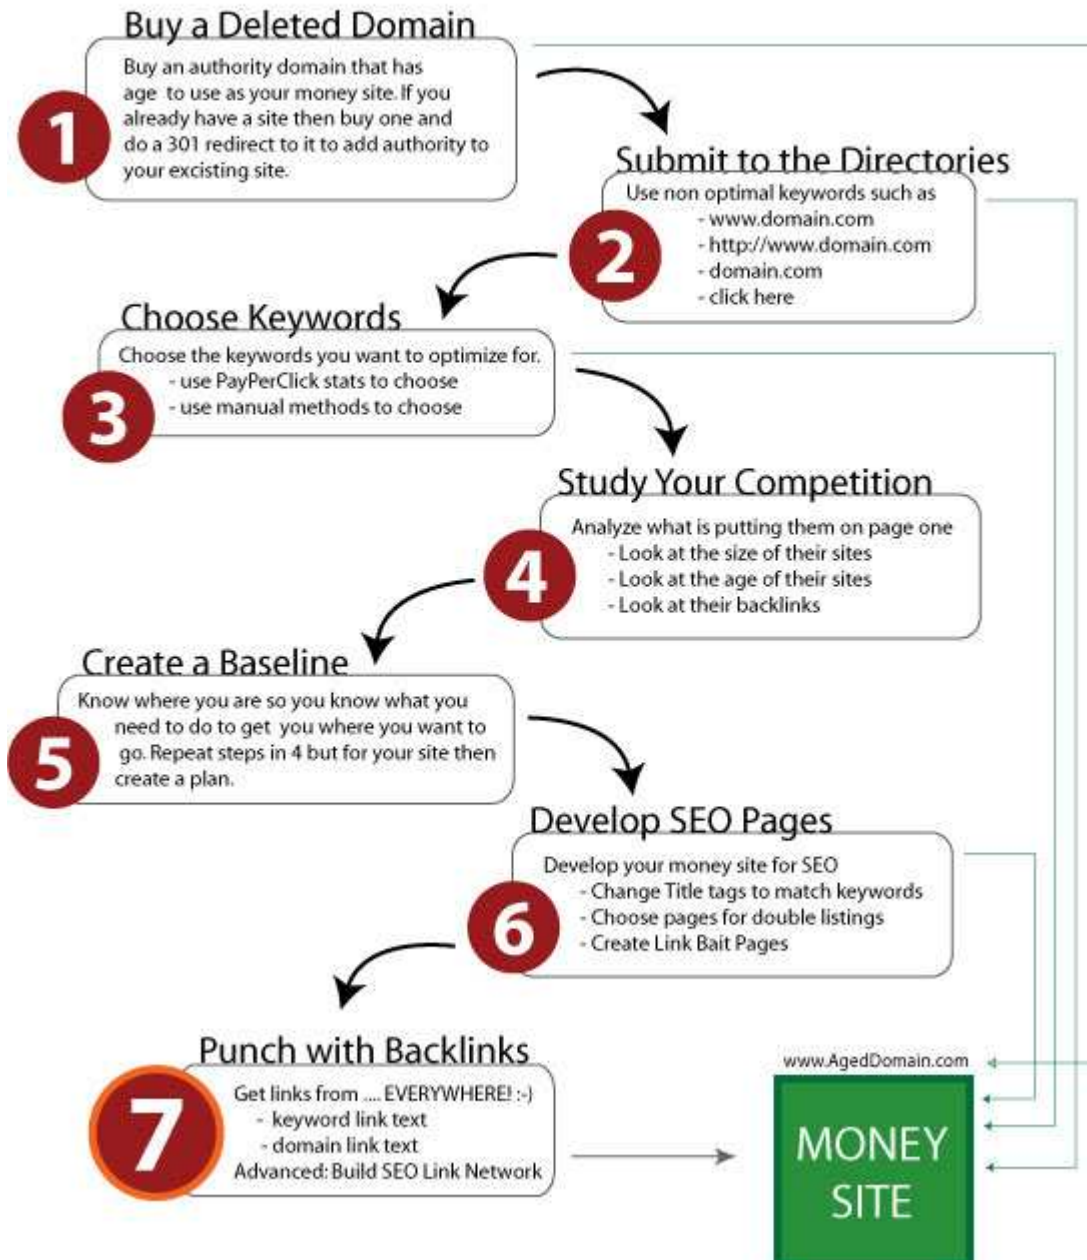 Buy a Deleted Domain
Buy an authority domain that has
age to use as your money site. If you
already have a site then buy one and
do a 301 redirect to it to add authority to
your excisting site.
1
Submit to the Directories
Use non optimal keywords such as
- www.domain.com
- http://www.domain.com
- domain.com
- click here
2
Choose Keywords
Choose the keywords you want to optimize for.
- use PayPerClick stats to choose
- use manual methods to choose
3
Study Your Competition
Analyze what is putting them on page one
- Look at the size of their sites
- Look at the age of their sites
- Look at their backlinks
4
Create a Baseline
Know where you are so you know what you
need to do to get you where you want to
go. Repeat steps in 4 but for your site then
create a plan.
5
Develop SEO Pages
Develop your money site for SEO
- Change Title tags to match keywords
- Choose pages for double listings
- Create Link Bait Pages
6
Punch with Backlinks
Get links from .... EVERYWHERE! :-)
- keyword link text
- domain link text
Advanced: Build SEO Link Network
7
www.AgedDomain.com
MONEY
SITE